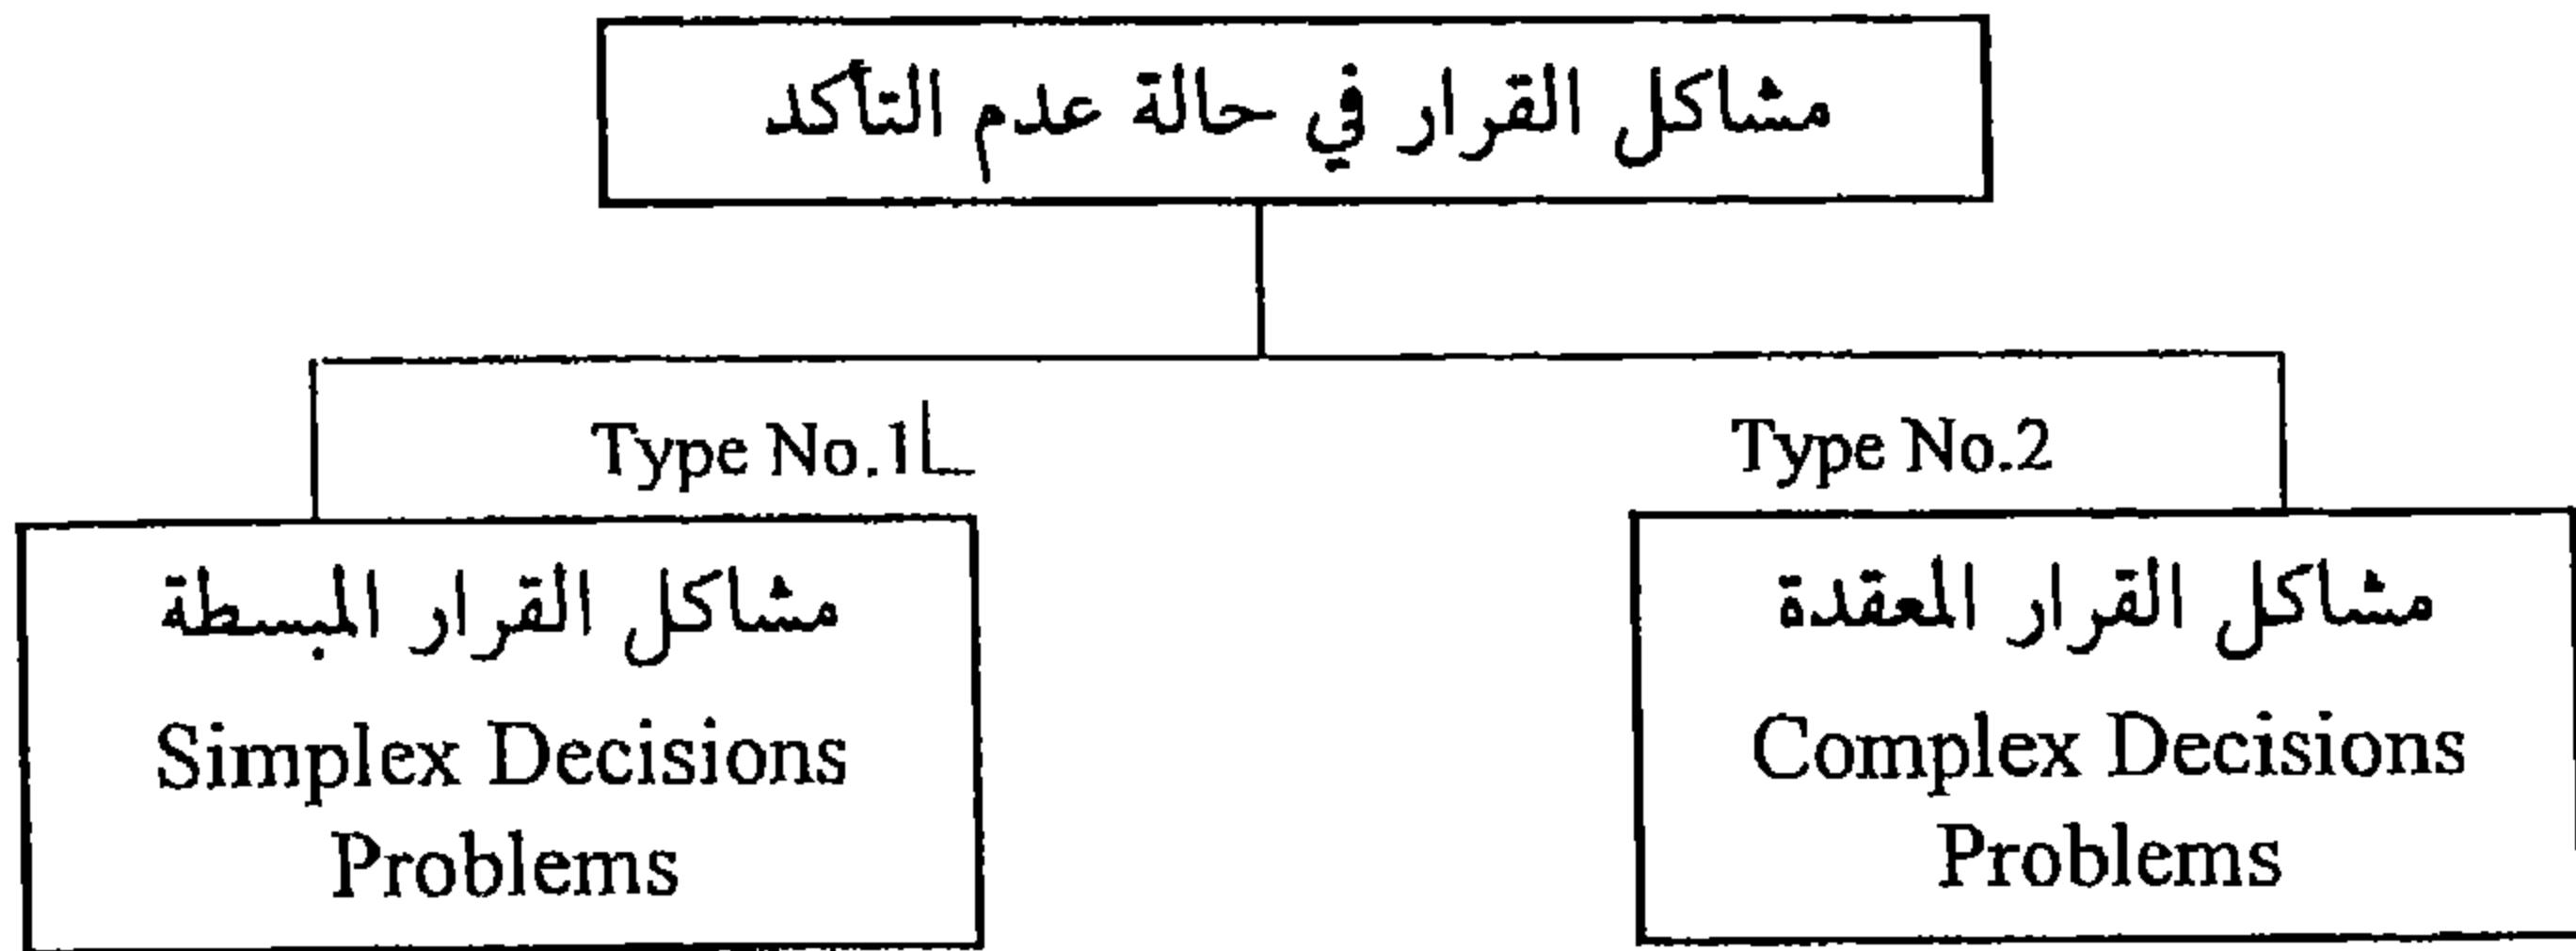 مشاكل القرار في حالة عدم التأكد
Type No.1
Type No.2
مشاكل القرار المبسطة
Simplex Decisions
Problems
مشاكل القرار المعقدة
Complex Decisions
Problems